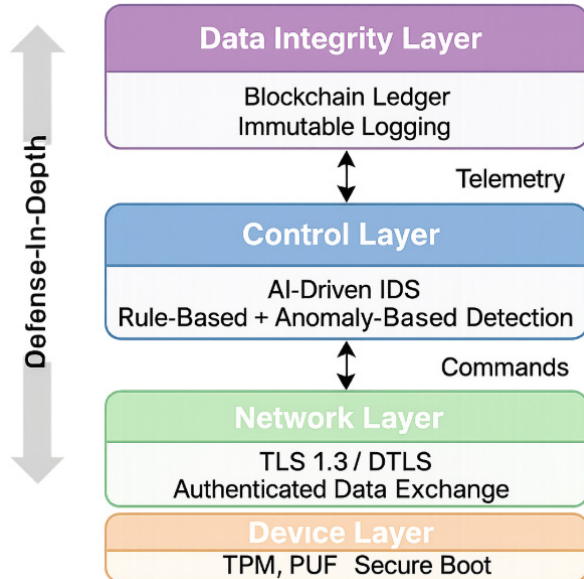 Defense-In-Depth
Data Integrity Layer
Blockchain Ledger
Immutable Logging
Telemetry
Control Layer
AI-Driven IDS
Rule-Based + Anomaly-Based Detection
Commands
Network Layer
TLS 1.3 / DTLS
Authenticated Data Exchange
Device Layer
TPM, PUF Secure Boot